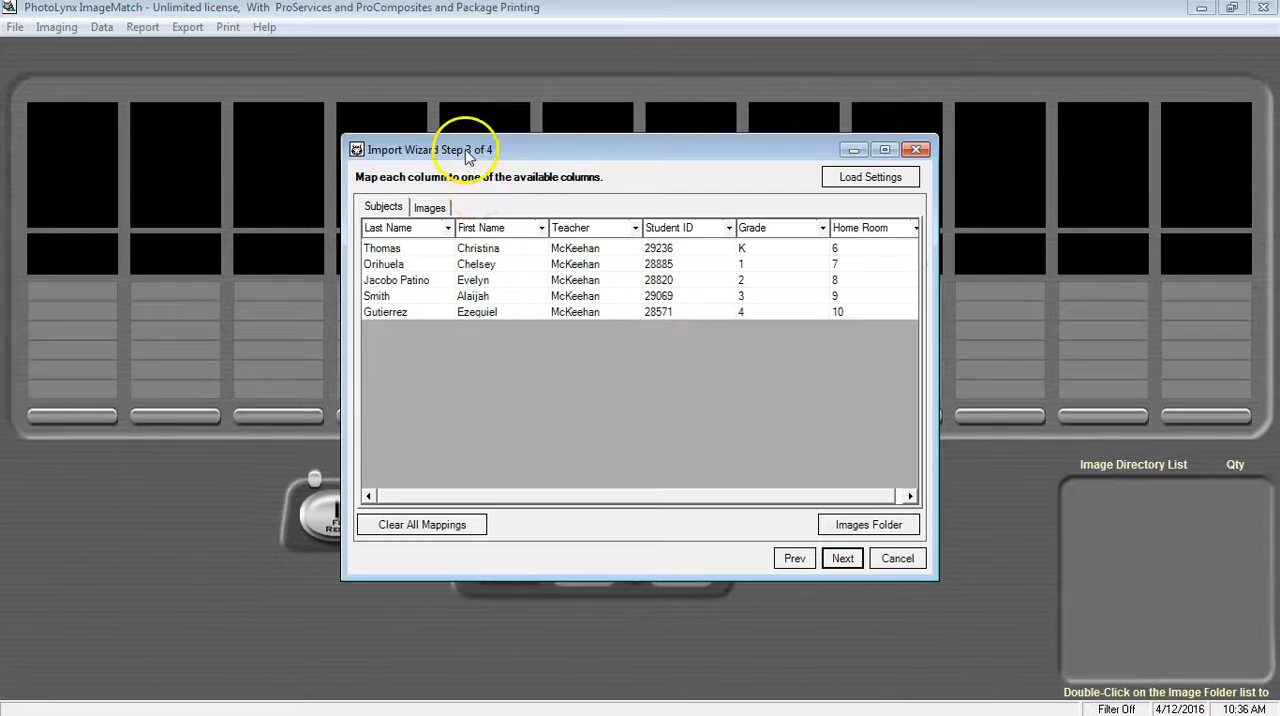 PhotoLynx ImageMatch - Unlimited license, With ProServices and ProComposites and Package Printing
File Imaging Data Report Export Print Help
Import Wizard Step 3 of 4
Map each column to one of the available columns.
Load Settings
Subjects Images
Last Name First Name Teacher Student ID Grade Home Room
Thomas Christina McKeehan 29236 K 6
Orihuela Chelsey McKeehan 28885 1 7
Jacobo Patino Evelyn McKeehan 28820 2 8
Smith Alaijah McKeehan 29069 3 9
Gutierrez Ezequiel McKeehan 28571 4 10
Image Directory List Qty
Clear All Mappings Images Folder
Prev Next Cancel
Double-Click on the Image Folder list to
Filter Off 4/12/2016 10:36 AM